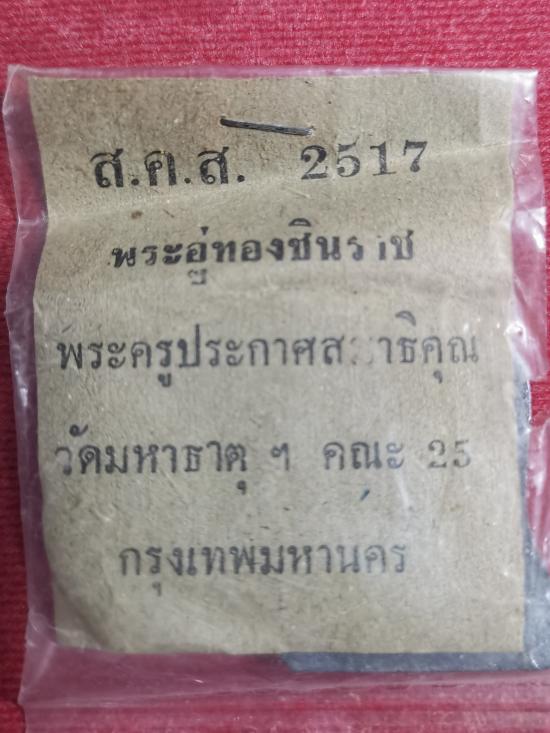 ส.ค.ส. 2517
พระอู่ทองชินราช
พระครูประกาศสมาธิคุณ
วัดมหาธาตุ ฯ คณะ 25
กรุงเทพมหานคร